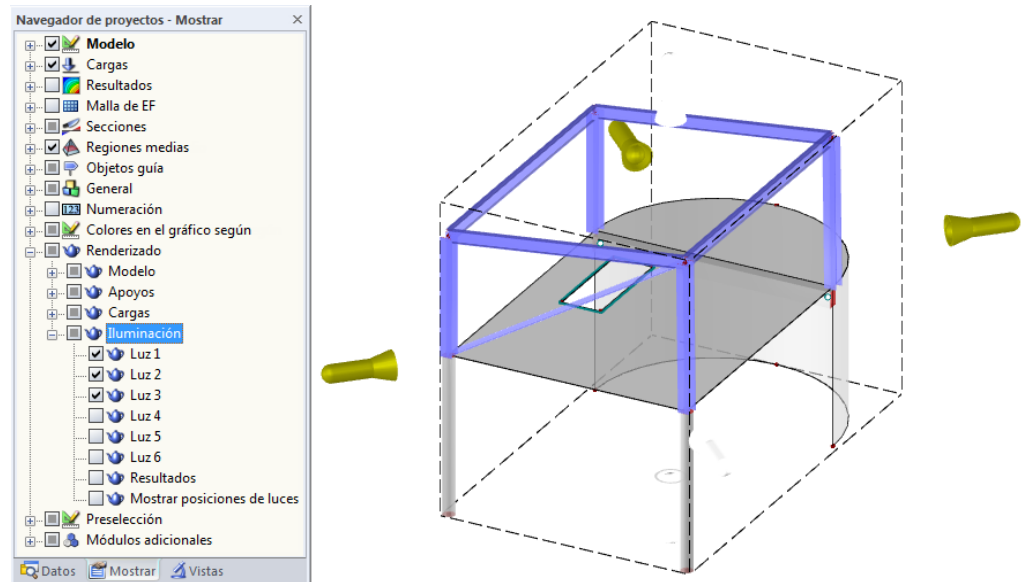 Navegador de proyectos - Mostrar
Modelo
Cargas
Resultados
Malla de EF
Secciones
Regiones medias
Objetos guía
General
123 Numeración
Colores en el gráfico según
Renderizado
Modelo
Apoyos
Cargas
Iluminación
Luz 1
Luz 2
Luz 3
Luz 4
Luz 5
Luz 6
Resultados
Mostrar posiciones de luces
Preselección
Módulos adicionales
Datos Mostrar Vistas